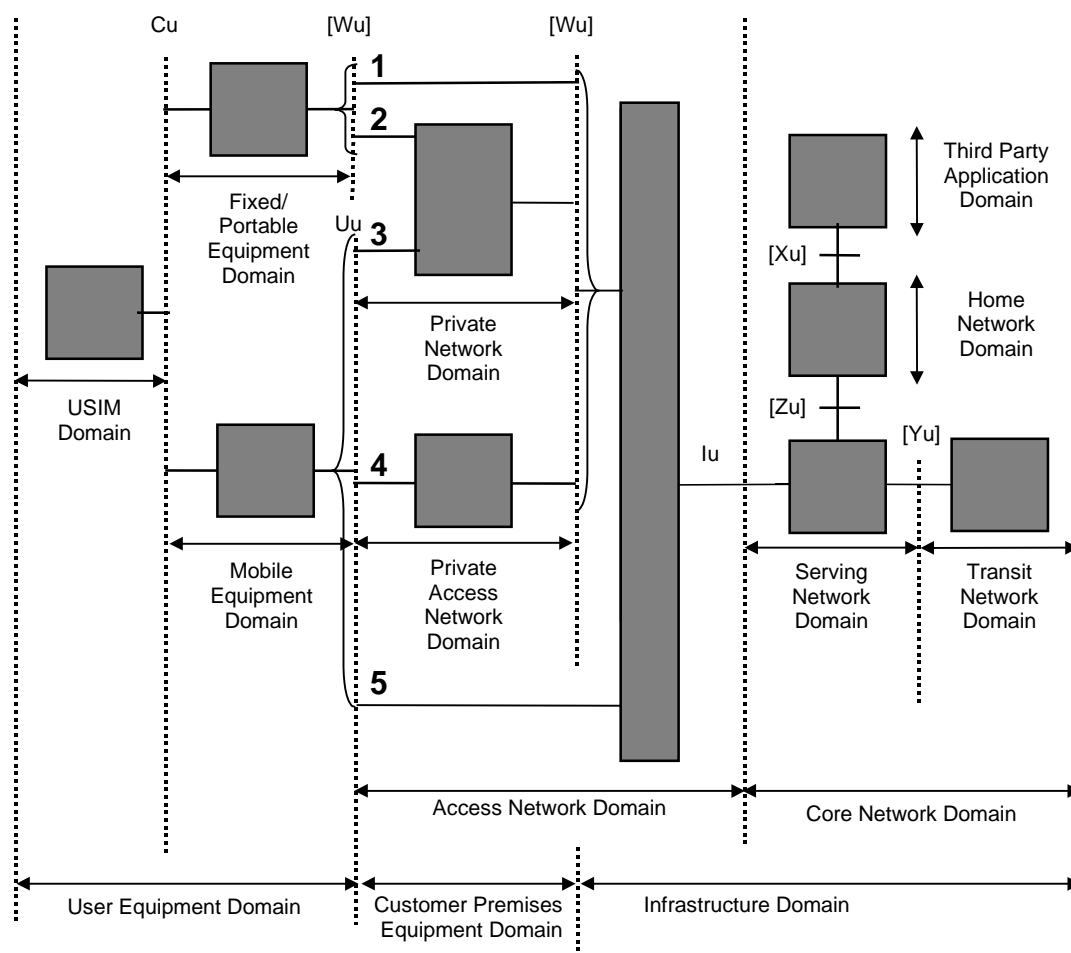 Cu
[Wu]
[Wu]
1
2
Third Party
Application
Domain
Fixed/
Portable
Equipment
Domain
Uu
3
[Xu]
Private
Network
Domain
Home
Network
Domain
USIM
Domain
[Zu]
[Yu]
4
Iu
Mobile
Equipment
Domain
Private
Access
Network
Domain
Serving
Network
Domain
Transit
Network
Domain
5
Access Network Domain
Core Network Domain
User Equipment Domain
Customer Premises
Equipment Domain
Infrastructure Domain